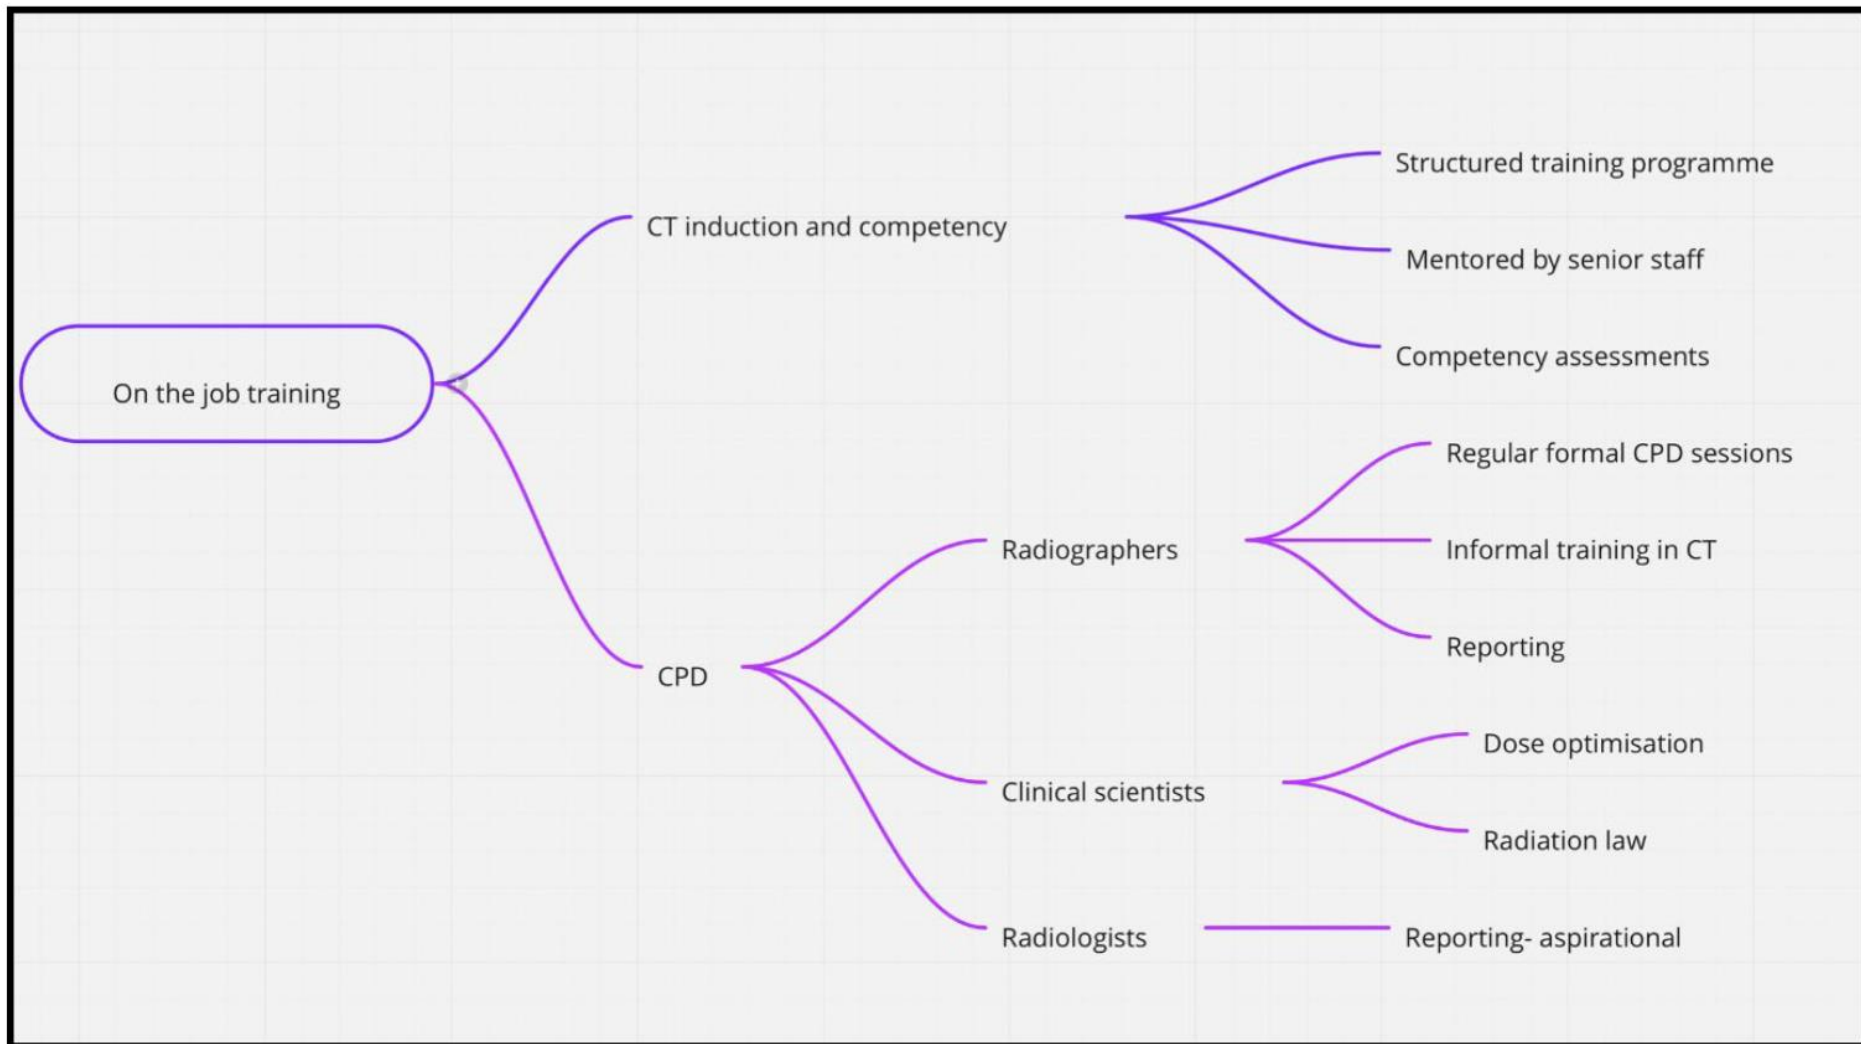 On the job training
CT induction and competency
Structured training programme
Mentored by senior staff
Competency assessments
CPD
Radiographers
Regular formal CPD sessions
Informal training in CT
Reporting
Clinical scientists
Dose optimisation
Radiation law
Radiologists
Reporting- aspirational